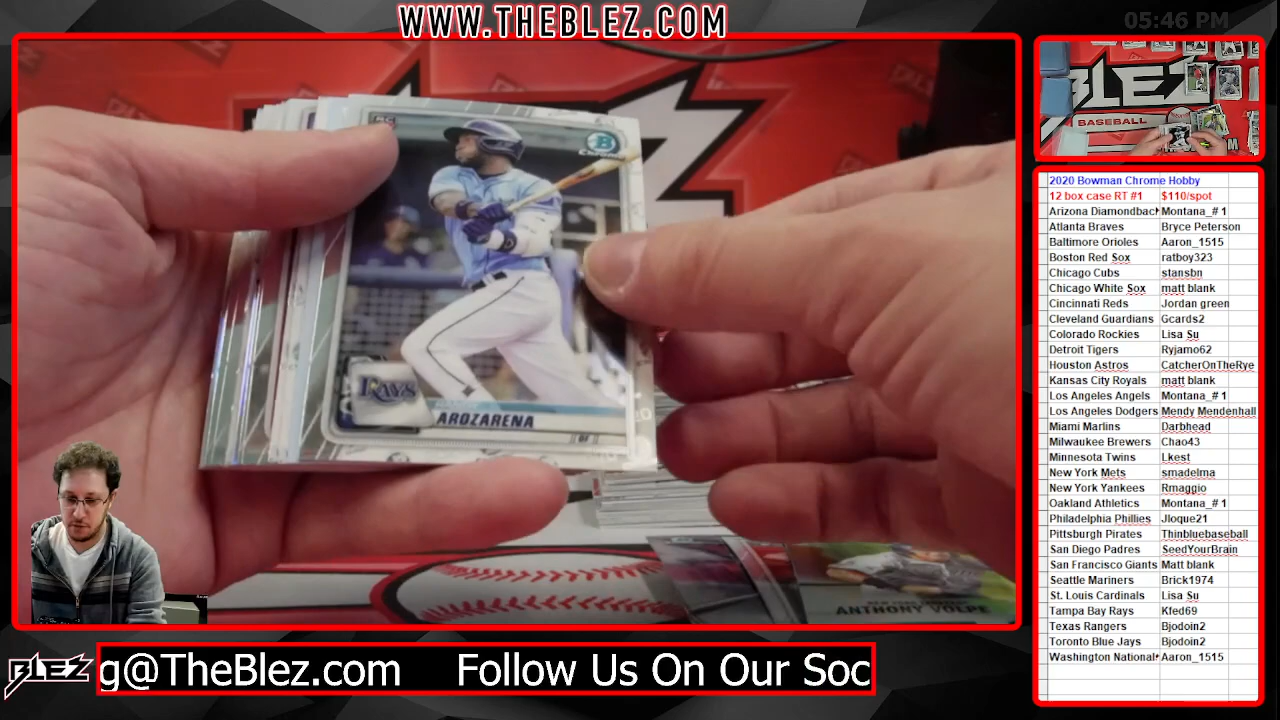 WWW.THEBLEZ.COM
05:46 PM
BLEZ
BASEBALL
B
Chrome
RAYS
AROZARENA
OF
ANTHONY VOLPE
2020 Bowman Chrome Hobby
12 box case RT #1 $110/spot
Arizona Diamondback Montana_# 1
Atlanta Braves Bryce Peterson
Baltimore Orioles Aaron_1515
Boston Red Sox ratboy323
Chicago Cubs stansbn
Chicago White Sox matt blank
Cincinnati Reds Jordan green
Cleveland Guardians Gcards2
Colorado Rockies Lisa Su
Detroit Tigers Ryjamo62
Houston Astros CatcherOnTheRye
Kansas City Royals matt blank
Los Angeles Angels Montana_# 1
Los Angeles Dodgers Mendy Mendenhall
Miami Marlins Darbhead
Milwaukee Brewers Chao43
Minnesota Twins Lkest
New York Mets smadelma
New York Yankees Rmaggio
Oakland Athletics Montana_# 1
Philadelphia Phillies Jloque21
Pittsburgh Pirates Thinbluebaseball
San Diego Padres SeedYourBrain
San Francisco Giants Matt blank
Seattle Mariners Brick1974
St. Louis Cardinals Lisa Su
Tampa Bay Rays Kfed69
Texas Rangers Bjodoin2
Toronto Blue Jays Bjodoin2
Washington National Aaron_1515
BLEZ g@TheBlez.com Follow Us On Our Soc